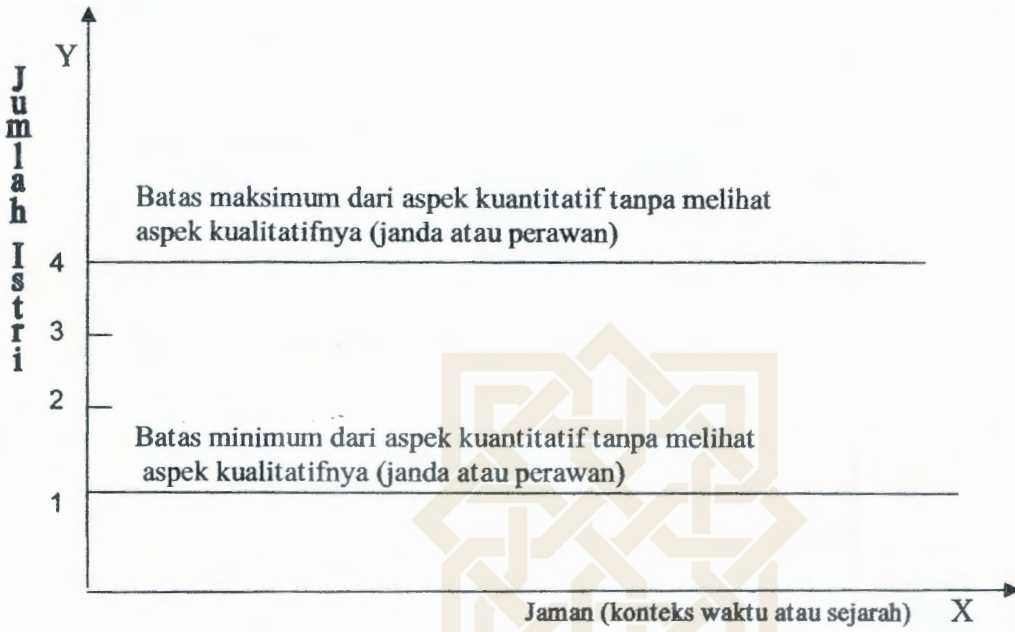 Y
Jumlah Istri
Batas maksimum dari aspek kuantitatif tanpa melihat
aspek kualitatifnya (janda atau perawan)
4
3
2
Batas minimum dari aspek kuantitatif tanpa melihat
aspek kualitatifnya (janda atau perawan)
1
Jaman (konteks waktu atau sejarah) X